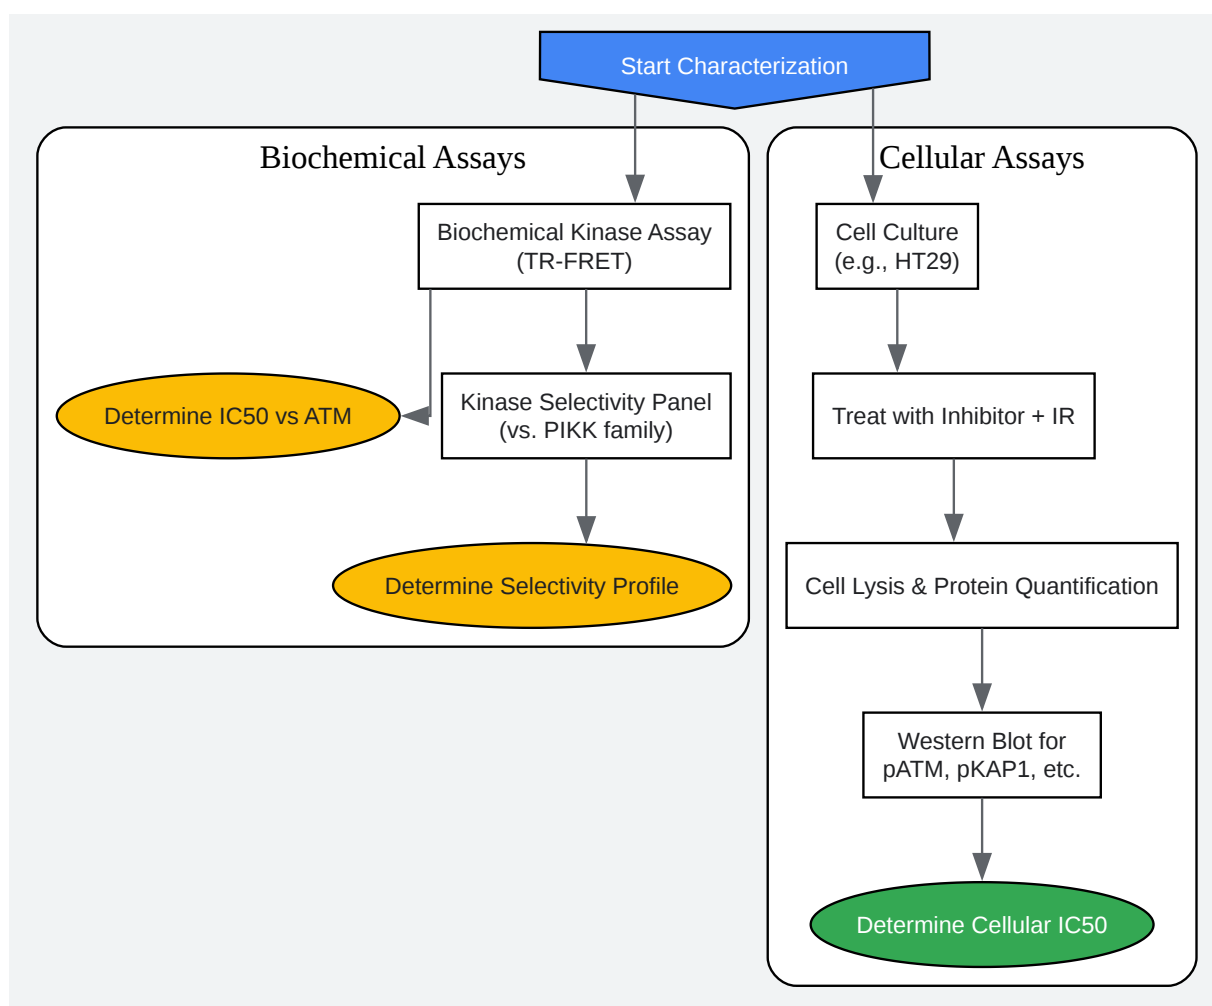 Start Characterization
Biochemical Assays
Biochemical Kinase Assay
(TR-FRET)
Determine IC50 vs ATM
Kinase Selectivity Panel
(vs. PIKK family)
Determine Selectivity Profile
Cellular Assays
Cell Culture
(e.g., HT29)
Treat with Inhibitor + IR
Cell Lysis & Protein Quantification
Western Blot for
pATM, pKAP1, etc.
Determine Cellular IC50